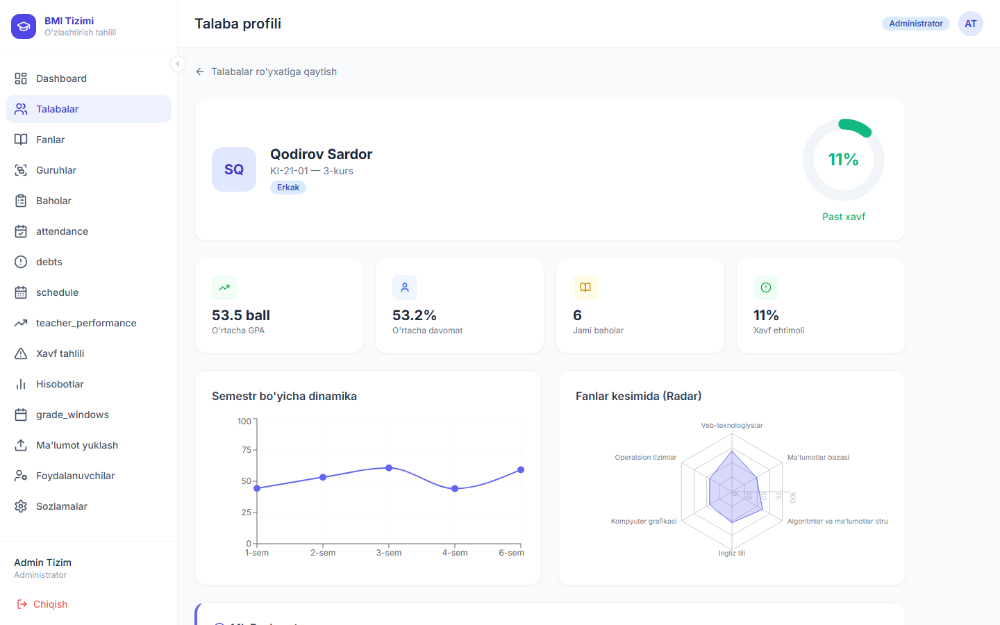 BMI Tizimi
O'zlashtirish tahlili
Talaba profili
Administrator
AT
Dashboard
Talabalar
Fanlar
Guruhlar
Baholar
attendance
debts
schedule
teacher_performance
Xavf tahlili
Hisobotlar
grade_windows
Ma'lumot yuklash
Foydalanuvchilar
Sozlamalar
Admin Tizim
Administrator
Chiqish
Talabalar ro'yxatiga qaytish
SQ
Qodirov Sardor
KI-21-01 — 3-kurs
Erkak
11%
Past xavf
53.5 ball
O'rtacha GPA
53.2%
O'rtacha davomat
6
Jami baholar
11%
Xavf ehtimoli
Semestr bo'yicha dinamika
100
75
50
25
0
1-sem
2-sem
3-sem
4-sem
6-sem
Fanlar kesimida (Radar)
Veb-texnologiyalar
Operatsion tizimlar
Ma'lumotlar bazasi
0
25
50
75
100
Kompyuter grafikasi
Algoritmlar va ma'lumotlar stru
Ingliz tili